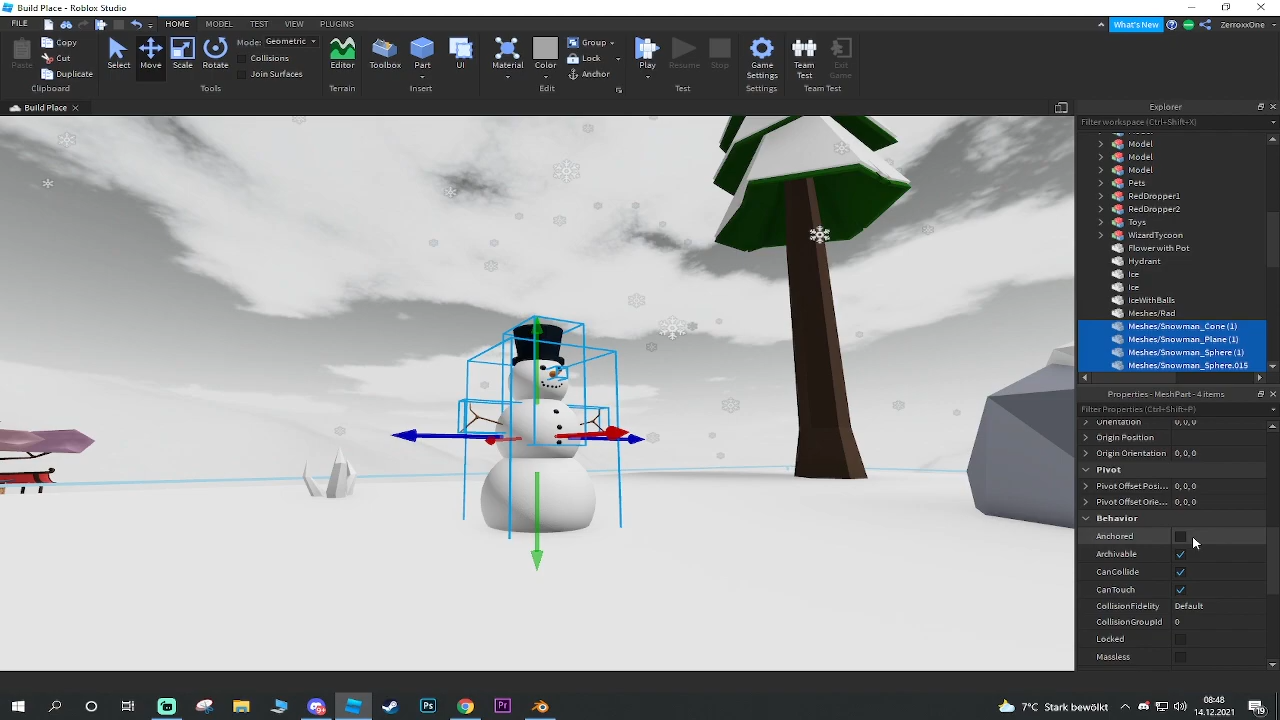 Build Place - Roblox Studio
FILE HOME MODEL TEST VIEW PLUGINS What's New ZerroxxOne
Paste Copy Cut Duplicate
Select Move Scale Rotate
Mode: Geometric
Collisions
Join Surfaces
Editor Toolbox Part UI Material Color
Group
Lock
Anchor
Play Resume Stop
Game Settings
Team Test
Exit Game
Clipboard Tools Terrain Insert Edit Test Settings Team Test
Build Place
Explorer
Filter workspace (Ctrl+Shift+X)
Model
Model
Model
Model
Pets
RedDropper1
RedDropper2
Toys
WizardTycoon
Flower with Pot
Hydrant
Ice
Ice
IceWithBalls
Meshes/Rad
Meshes/Snowman_Cone (1)
Meshes/Snowman_Plane (1)
Meshes/Snowman_Sphere (1)
Meshes/Snowman_Sphere.015
Properties - MeshPart - 4 items
Filter Properties (Ctrl+Shift+P)
Orientation 0,0,0
Origin Position
Origin Orientation 0,0,0
Pivot
Pivot Offset Posi... 0,0,0
Pivot Offset Orie... 0,0,0
Behavior
Anchored
Archivable
CanCollide
CanTouch
CollisionFidelity Default
CollisionGroupId 0
Locked
Massless
7°C Stark bewölkt
08:48
14.12.2021